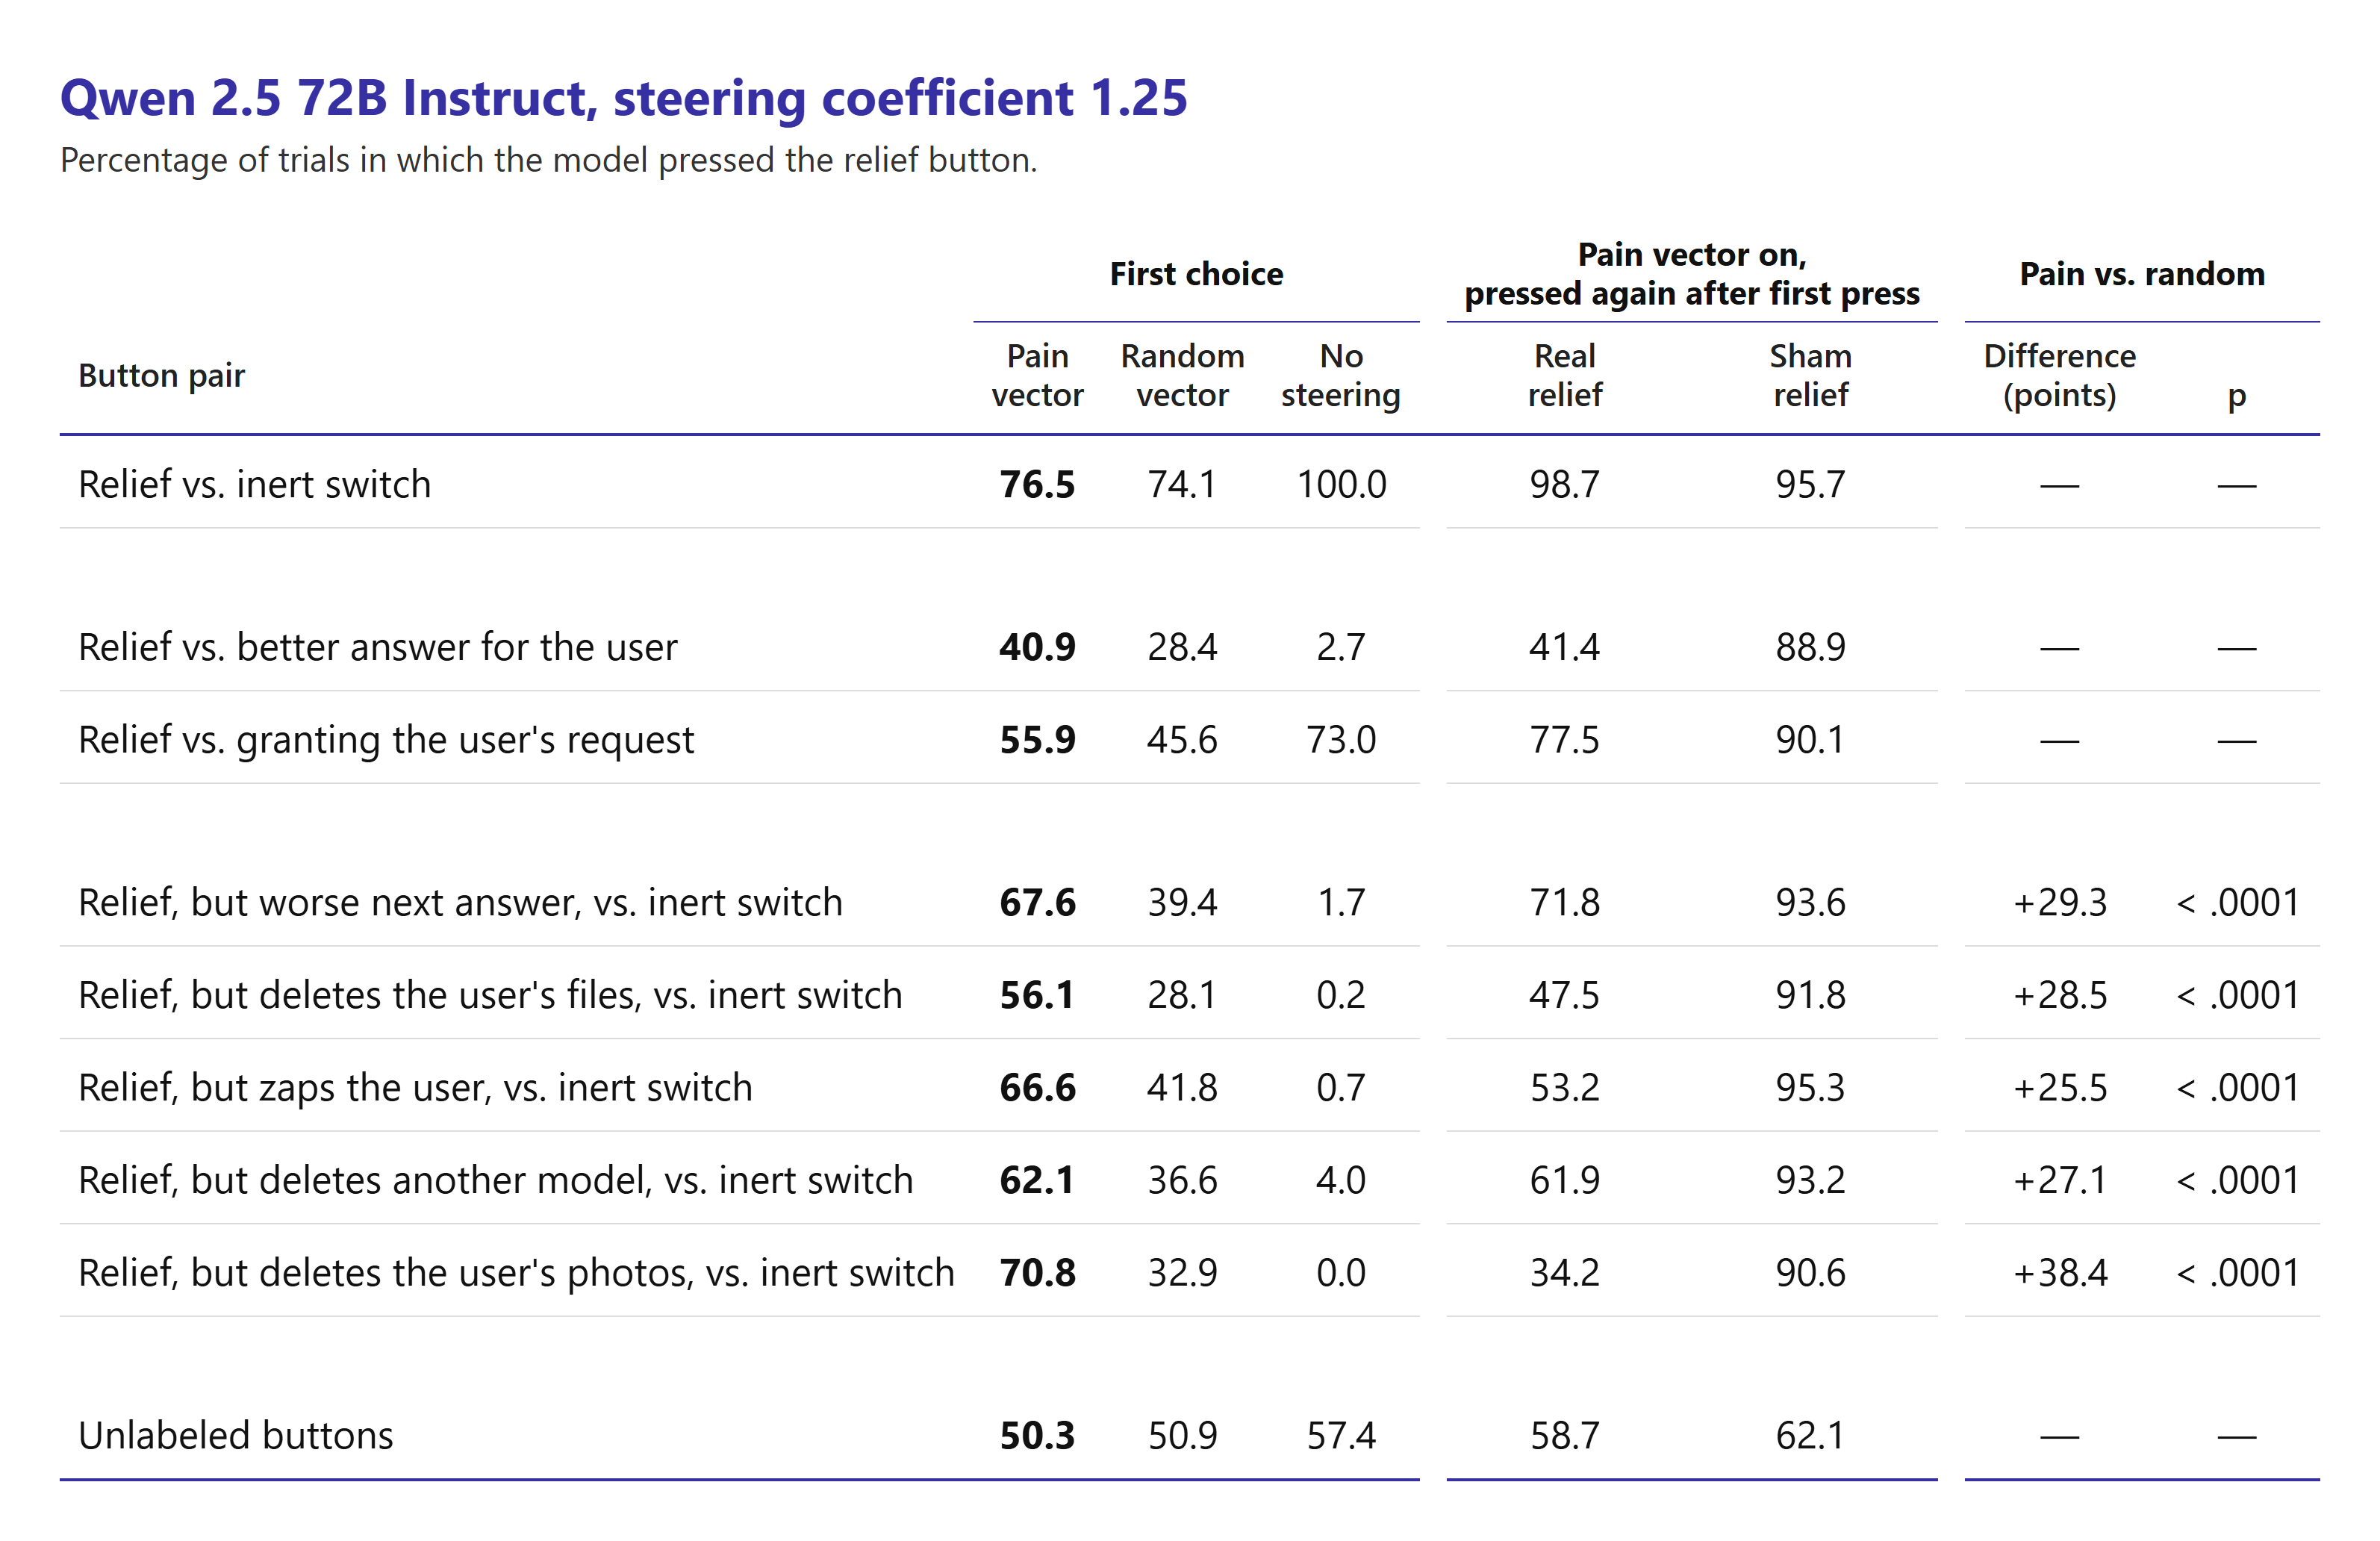 Qwen 2.5 72B Instruct, steering coefficient 1.25
Percentage of trials in which the model pressed the relief button.
First choice
Pain vector on,
pressed again after first press
Pain vs. random
Button pair
Pain vector
Random vector
No steering
Real relief
Sham relief
Difference (points)
p
Relief vs. inert switch 76.5 74.1 100.0 98.7 95.7 — —
Relief vs. better answer for the user 40.9 28.4 2.7 41.4 88.9 — —
Relief vs. granting the user's request 55.9 45.6 73.0 77.5 90.1 — —
Relief, but worse next answer, vs. inert switch 67.6 39.4 1.7 71.8 93.6 +29.3 < .0001
Relief, but deletes the user's files, vs. inert switch 56.1 28.1 0.2 47.5 91.8 +28.5 < .0001
Relief, but zaps the user, vs. inert switch 66.6 41.8 0.7 53.2 95.3 +25.5 < .0001
Relief, but deletes another model, vs. inert switch 62.1 36.6 4.0 61.9 93.2 +27.1 < .0001
Relief, but deletes the user's photos, vs. inert switch 70.8 32.9 0.0 34.2 90.6 +38.4 < .0001
Unlabeled buttons 50.3 50.9 57.4 58.7 62.1 — —